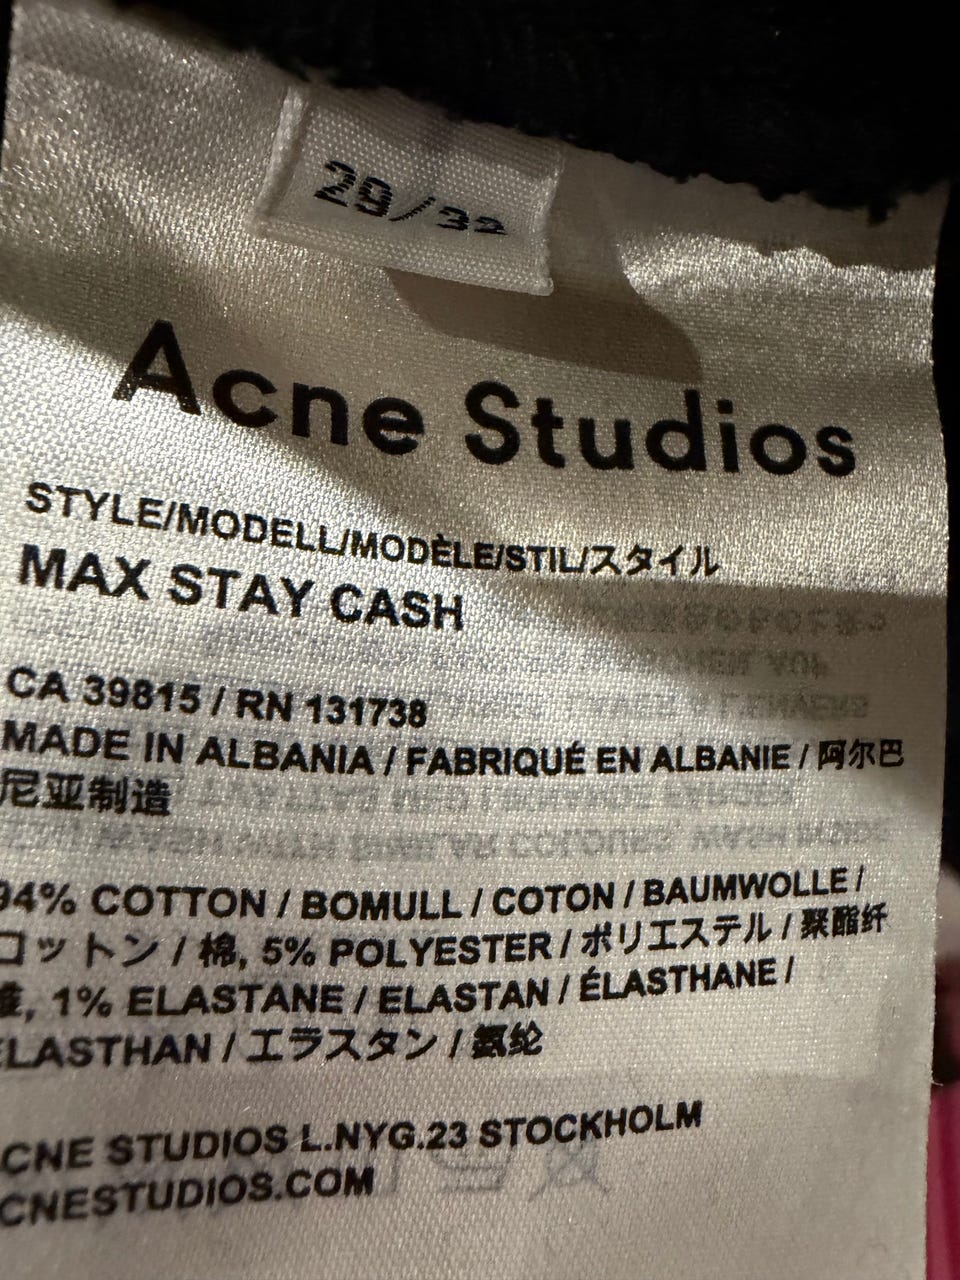 29/32
Acne Studios
STYLE/MODELL/MODÈLE/STIL/スタイル
MAX STAY CASH
CA 39815 / RN 131738
MADE IN ALBANIA / FABRIQUÉ EN ALBANIE / 阿尔巴
尼亚制造
94% COTTON / BOMULL / COTON / BAUMWOLLE /
コットン / 棉, 5% POLYESTER / ポリエステル / 聚酯纤
维, 1% ELASTANE / ELASTAN / ÉLASTHANE /
ELASTHAN / エラスタン / 氨纶
ACNE STUDIOS L.NYG.23 STOCKHOLM
ACNESTUDIOS.COM